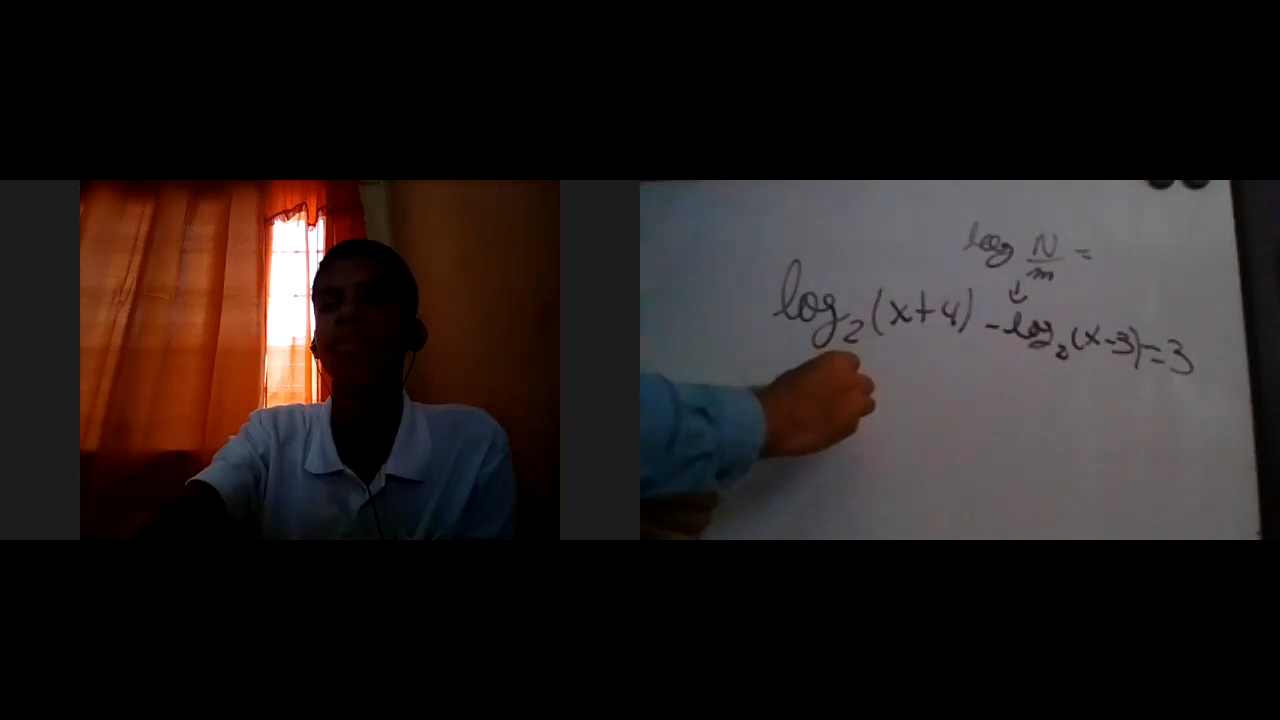 log N/m =
↓
log₂(x+4) - log₂(x-3)=3